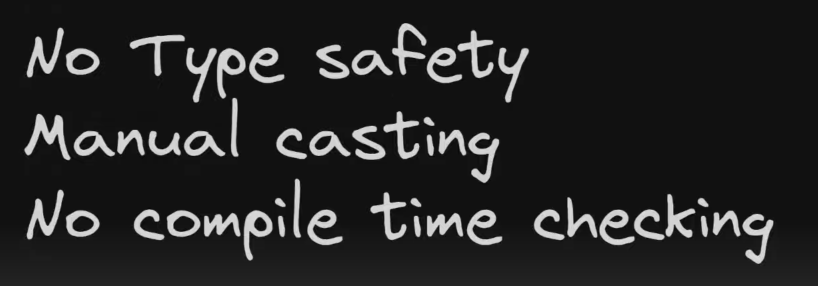 No Type safety
Manual casting
No compile time checking